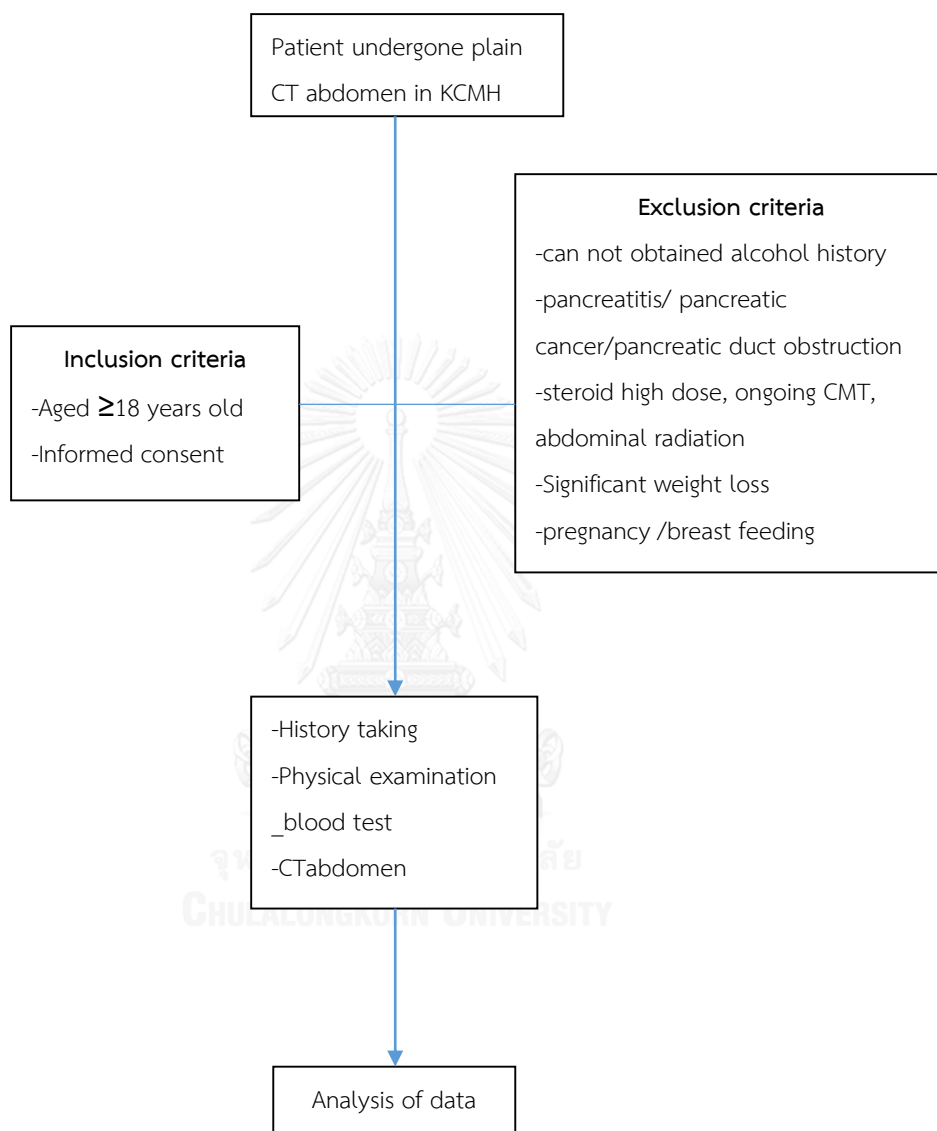 Patient undergone plain
CT abdomen in KCMH
Exclusion criteria
-can not obtained alcohol history
-pancreatitis/ pancreatic
cancer/pancreatic duct obstruction
-steroid high dose, ongoing CMT,
abdominal radiation
-Significant weight loss
-pregnancy /breast feeding
Inclusion criteria
-Aged ≥18 years old
-Informed consent
-History taking
-Physical examination
_blood test
-CTabdomen
CHULALONGKORN UNIVERSITY
Analysis of data